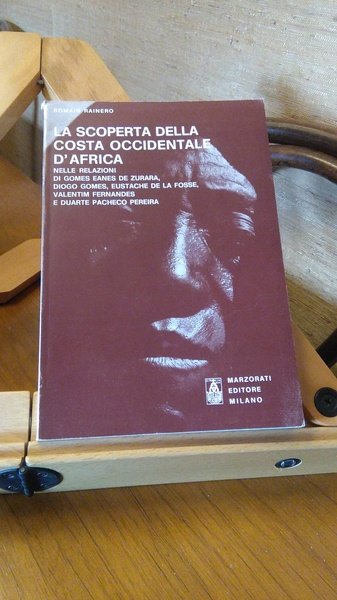 ROMAIN RAINERO
LA SCOPERTA DELLA
COSTA OCCIDENTALE
D'AFRICA
NELLE RELAZIONI
DI GOMES EANES DE ZURARA,
DIOGO GOMES, EUSTACHE DE LA FOSSE,
VALENTIM FERNANDES
E DUARTE PACHECO PEREIRA
MARZORATI
EDITORE
MILANO